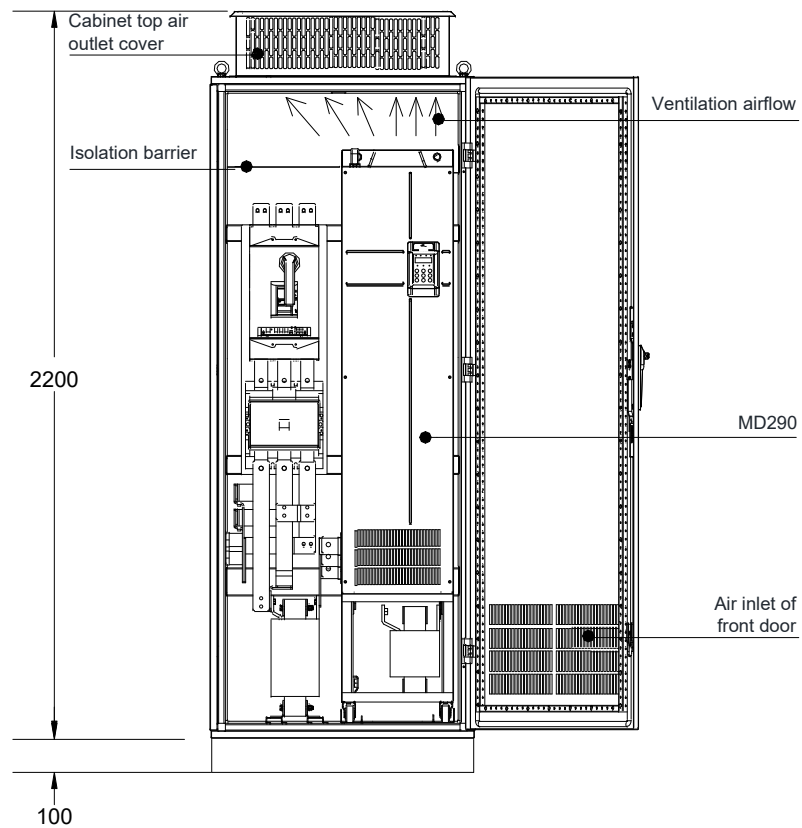 Cabinet top air
outlet cover
Ventilation airflow
Isolation barrier
2200
MD290
Air inlet of
front door
100